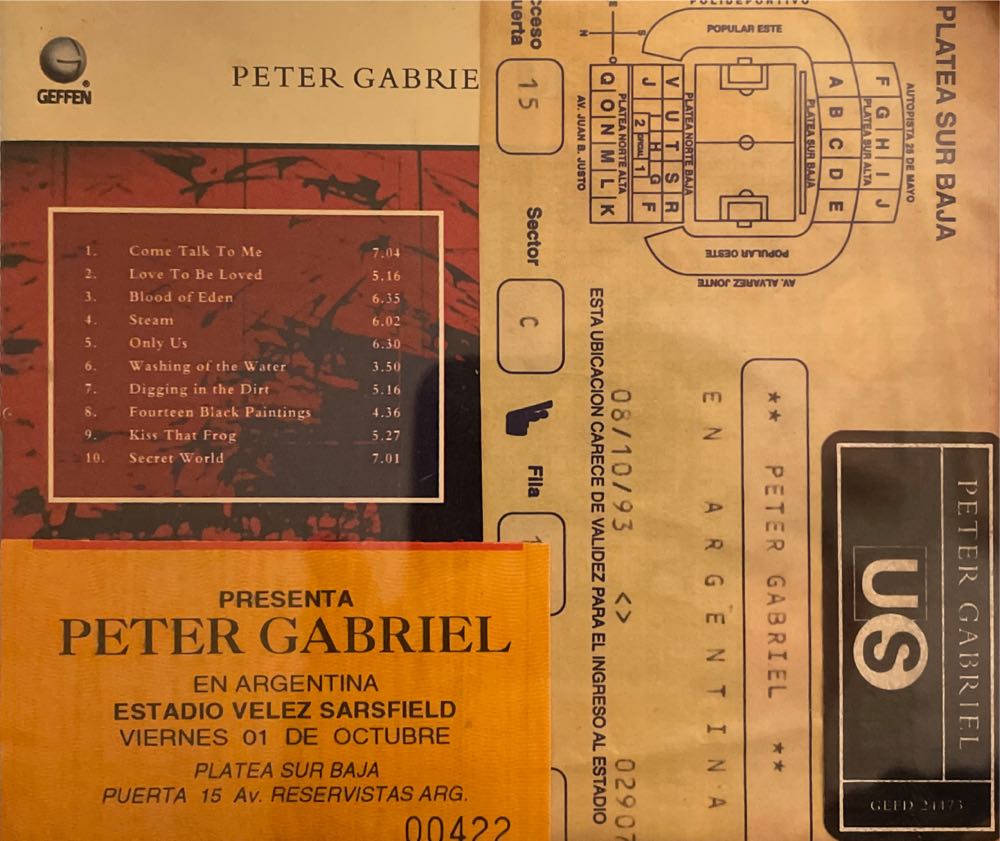 GEFFEN
PETER GABRIE
1. Come Talk To Me 7.04
2. Love To Be Loved 5.16
3. Blood of Eden 6.35
4. Steam 6.02
5. Only Us 6.30
6. Washing of the Water 3.50
7. Digging in the Dirt 5.16
8. Fourteen Black Paintings 4.36
9. Kiss That Frog 5.27
10. Secret World 7.01
PRESENTA
PETER GABRIEL
EN ARGENTINA
ESTADIO VELEZ SARSFIELD
VIERNES 01 DE OCTUBRE
PLATEA SUR BAJA
PUERTA 15 Av. RESERVISTAS ARG.
00422
PLATEA SUR BAJA
AUTOPISTA 25 DE MAYO
F G H I J
PLATEA SUR ALTA
A B C D E
PLATEA SUR BAJA
POPULAR ESTE
POPULAR OESTE
AV. ALVAREZ JONTE
PLATEA NORTE BAJA
V U T S R
J I H G F
2 OFICIAL 1
PLATEA NORTE ALTA
Q O N M L K
AV. JUAN B. JUSTO
E
N S
O
** PETER GABRIEL **
EN ARGENTINA
08/10/93 <> 02907
ESTA UBICACION CARECE DE VALIDEZ PARA EL INGRESO AL ESTADIO
cceso
uerta
15
Sector
C
Fila
PETER GABRIEL
US